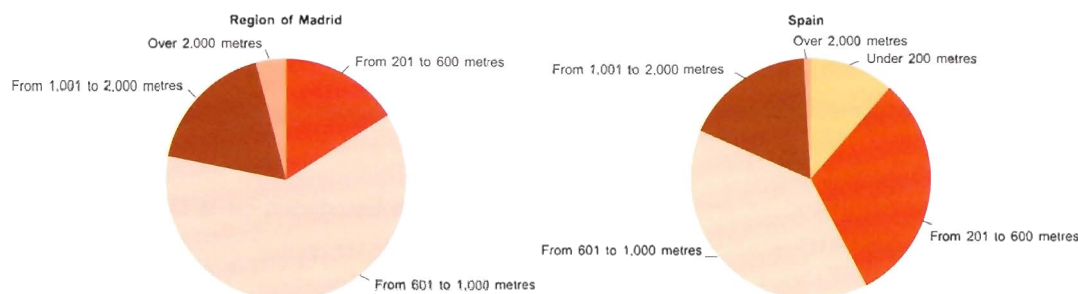 Region of Madrid
Over 2,000 metres
From 201 to 600 metres
From 1,001 to 2,000 metres
From 601 to 1,000 metres
Spain
Over 2,000 metres
Under 200 metres
From 1,001 to 2,000 metres
From 601 to 1,000 metres
From 201 to 600 metres